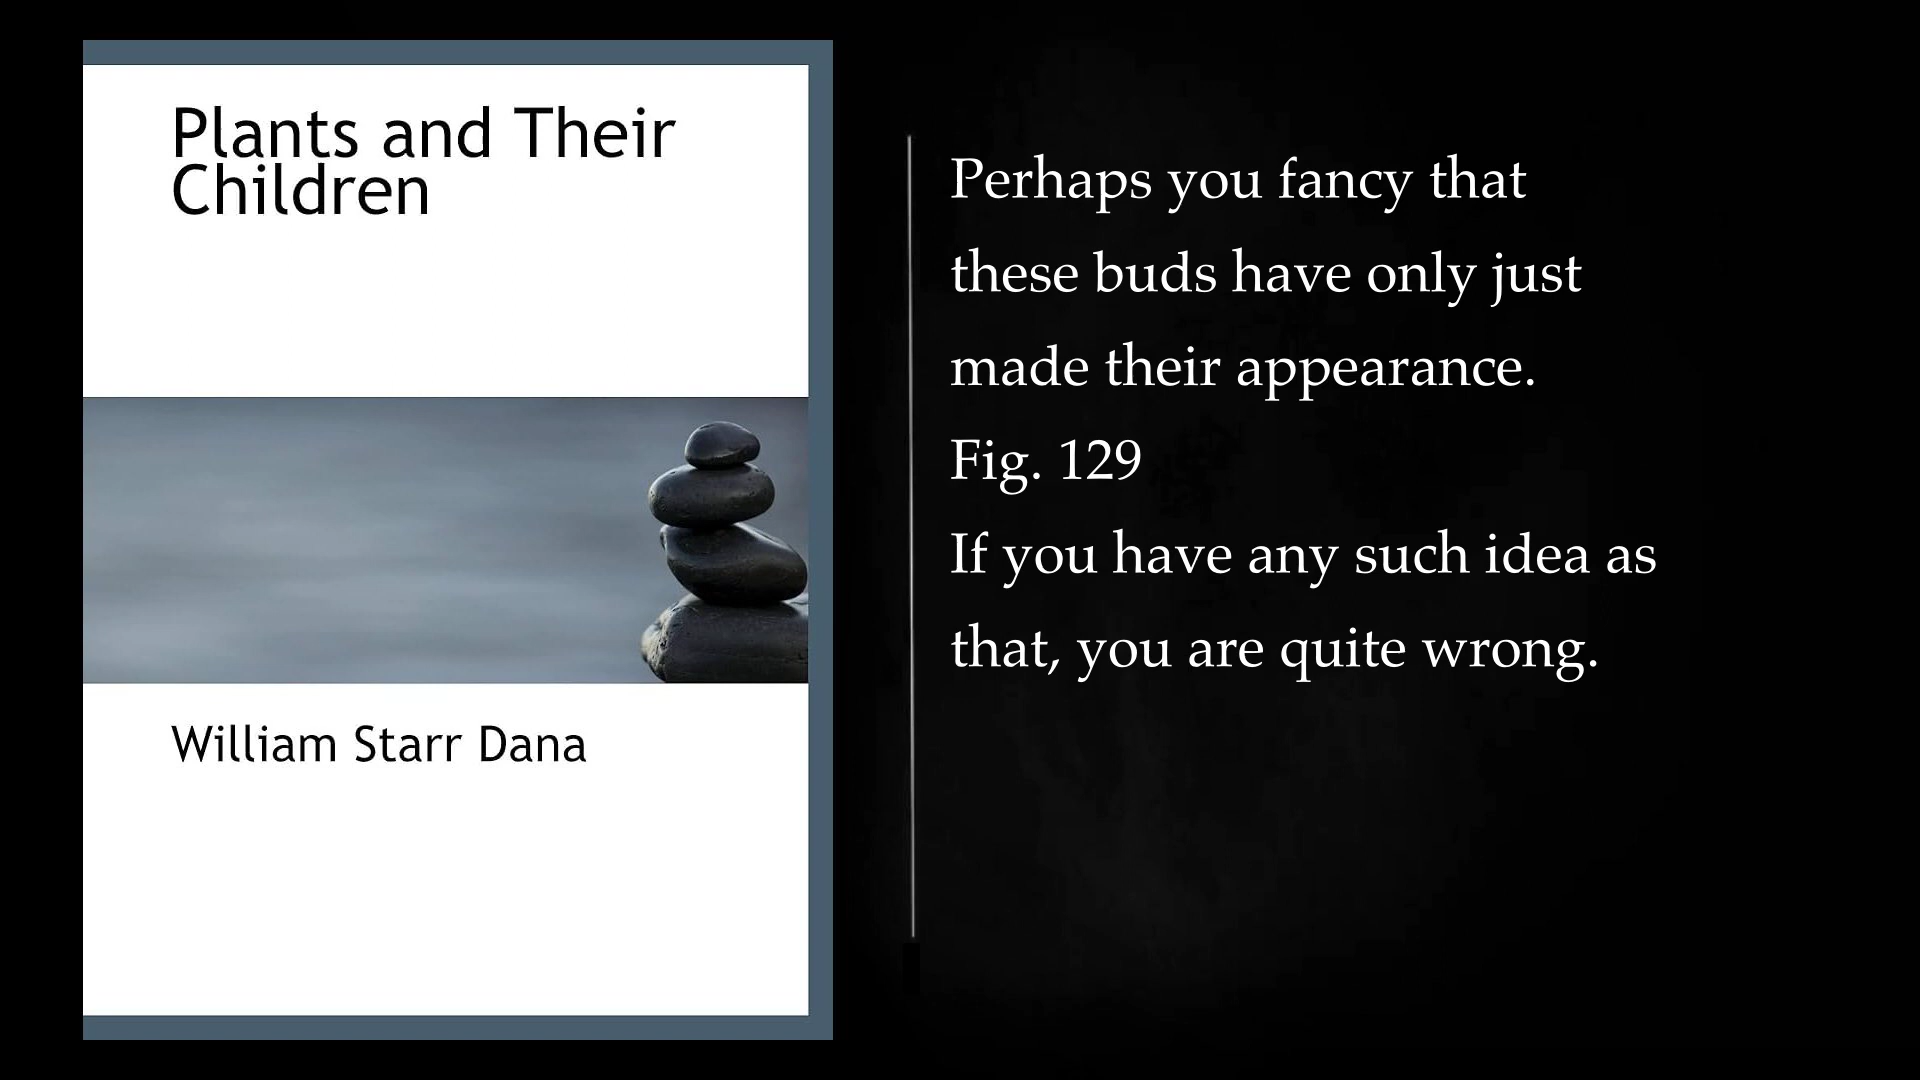 Plants and Their
Children
William Starr Dana
Perhaps you fancy that
these buds have only just
made their appearance.
Fig. 129
If you have any such idea as
that, you are quite wrong.